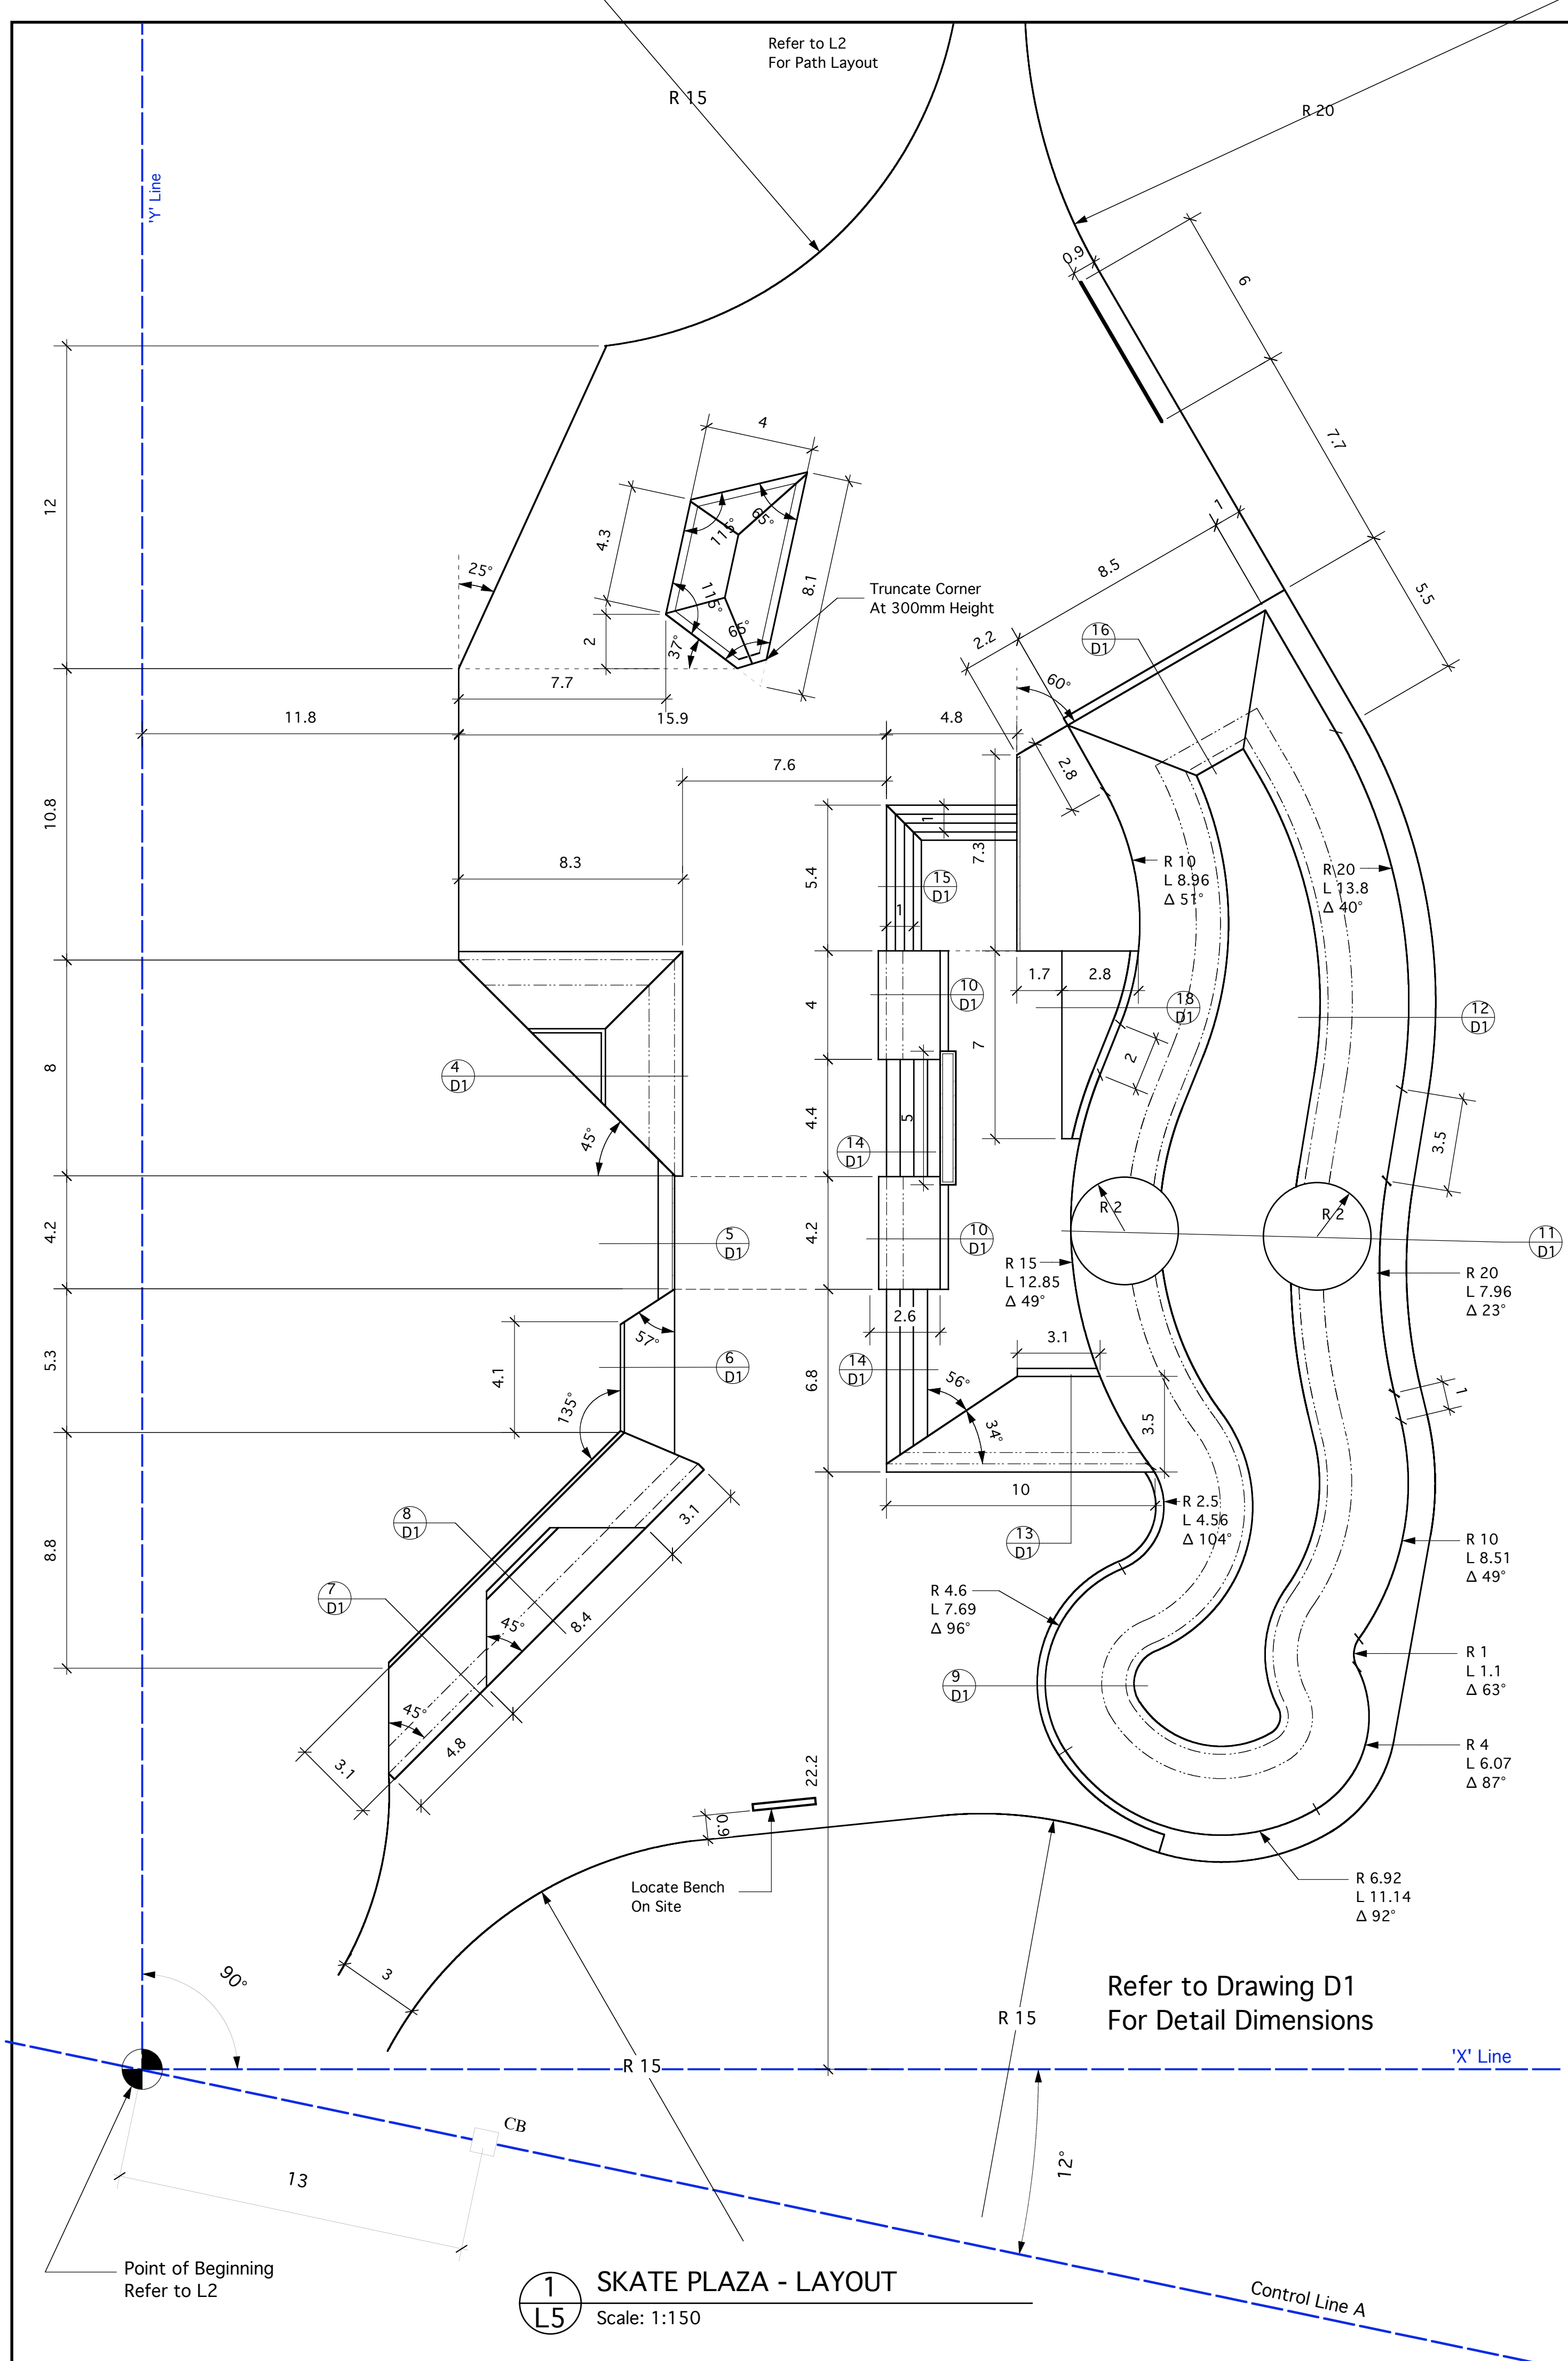 Refer to L2
For Path Layout
R 15
R 20
'Y' Line
0.9
6
12
4
7.7
25°
4.3
115°
65°
8.1
1
8.5
Truncate Corner
At 300mm Height
115°
65°
5.5
2
37°
2.2
16
D1
60°
7.7
11.8
15.9
4.8
7.6
2.8
10.8
8.3
5.4
1
7.3
R 10
L 8.96
Δ 51°
R 20
L 13.8
Δ 40°
15
D1
1
1.7
2.8
10
D1
4
18
D1
12
D1
8
4
D1
7
2
45°
4.4
5
14
D1
3.5
4.2
5
D1
4.2
10
D1
R 2
R 2
11
D1
R 15
L 12.85
Δ 49°
R 20
L 7.96
Δ 23°
2.6
5.3
57°
4.1
6
D1
6.8
14
D1
3.1
56°
34°
3.5
1
135°
10
8.8
8
D1
3.1
13
D1
R 2.5
L 4.56
Δ 104°
R 10
L 8.51
Δ 49°
7
D1
45°
8.4
R 4.6
L 7.69
Δ 96°
9
D1
R 1
L 1.1
Δ 63°
45°
4.8
3.1
22.2
R 4
L 6.07
Δ 87°
0.9
Locate Bench
On Site
R 6.92
L 11.14
Δ 92°
3
90°
R 15
R 15
Refer to Drawing D1
For Detail Dimensions
'X' Line
CB
12°
13
Point of Beginning
Refer to L2
1
L5
SKATE PLAZA - LAYOUT
Scale: 1:150
Control Line A